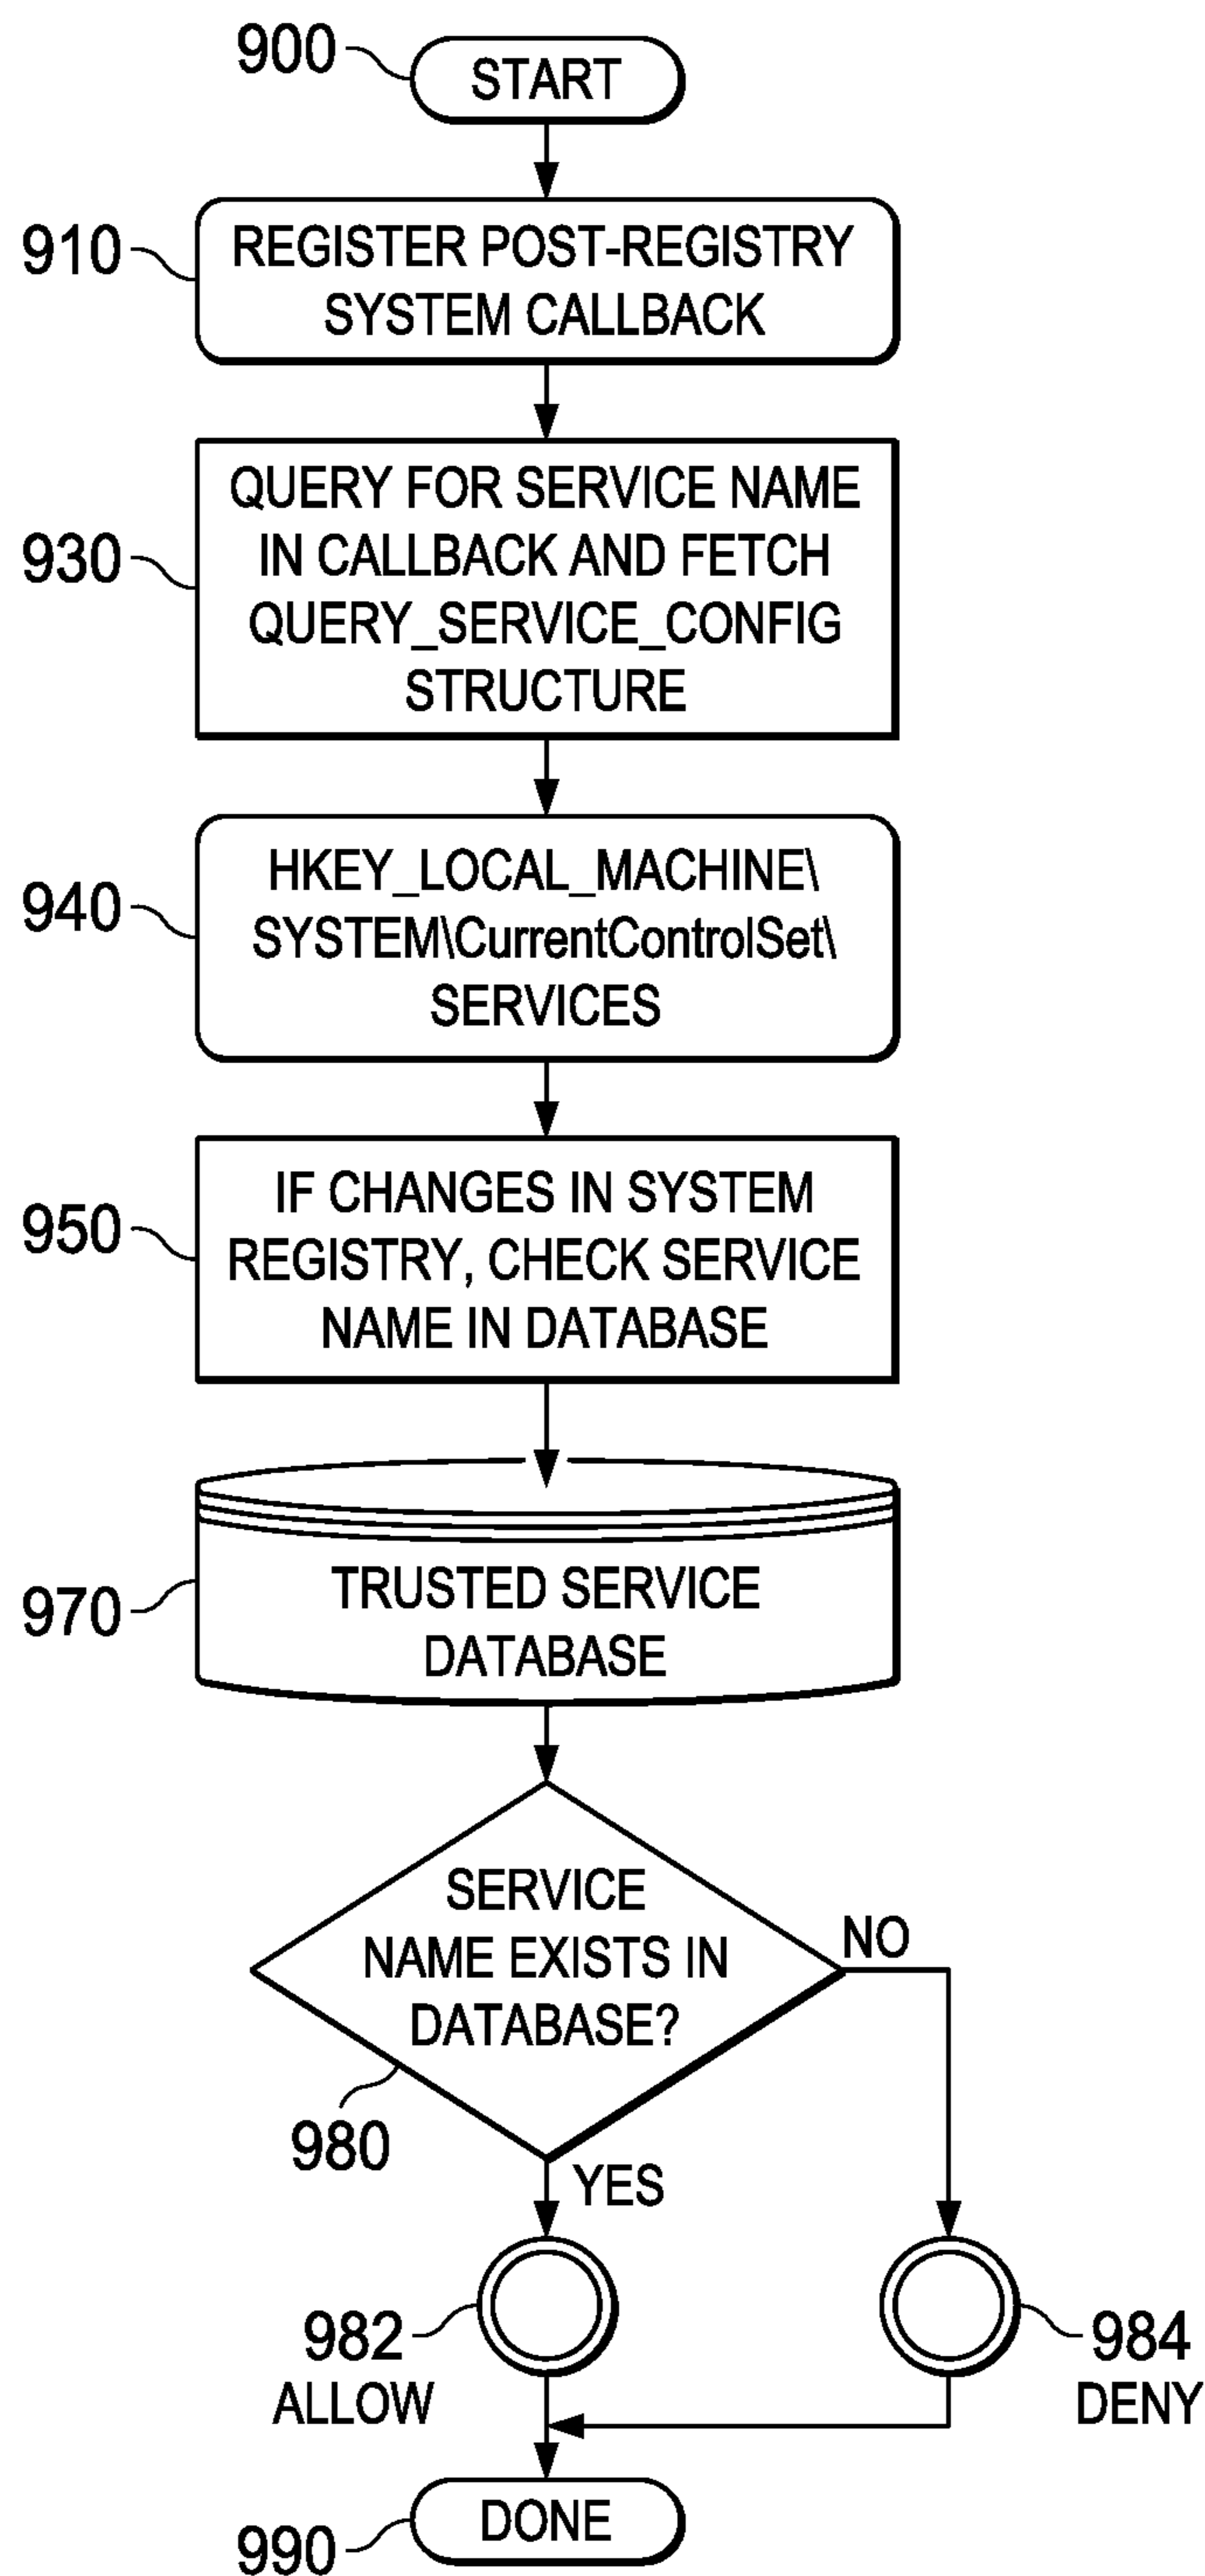 900
START
910
REGISTER POST-REGISTRY
SYSTEM CALLBACK
930
QUERY FOR SERVICE NAME
IN CALLBACK AND FETCH
QUERY_SERVICE_CONFIG
STRUCTURE
940
HKEY_LOCAL_MACHINE\
SYSTEM\CurrentControlSet\
SERVICES
950
IF CHANGES IN SYSTEM
REGISTRY, CHECK SERVICE
NAME IN DATABASE
970
TRUSTED SERVICE
DATABASE
SERVICE
NAME EXISTS IN
DATABASE?
NO
980
YES
982
ALLOW
984
DENY
990
DONE